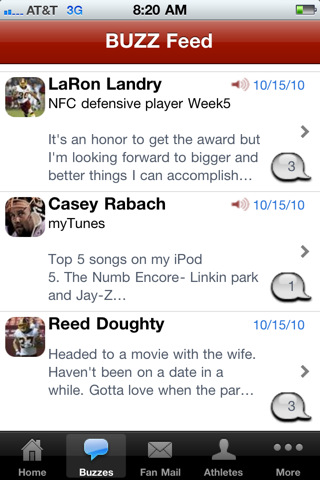 AT&T 3G 8:20 AM
BUZZ Feed
LaRon Landry 10/15/10
NFC defensive player Week5
It's an honor to get the award but
I'm looking forward to bigger and
better things I can accomplish...
3
Casey Rabach 10/15/10
myTunes
Top 5 songs on my iPod
5. The Numb Encore- Linkin park
and Jay-Z...
1
Reed Doughty 10/15/10
Headed to a movie with the wife.
Haven't been on a date in a
while. Gotta love when the par...
3
Home Buzzes Fan Mail Athletes More